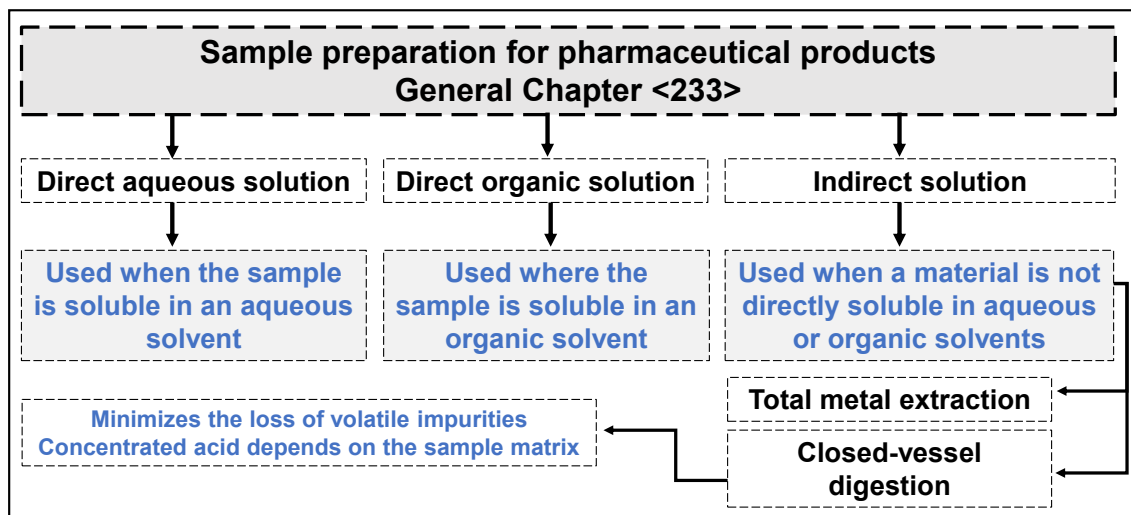 Sample preparation for pharmaceutical products
General Chapter <233>
Direct aqueous solution
Direct organic solution
Indirect solution
Used when the sample
is soluble in an aqueous
solvent
Used where the
sample is soluble in an
organic solvent
Used when a material is not
directly soluble in aqueous
or organic solvents
Total metal extraction
Closed-vessel
digestion
Minimizes the loss of volatile impurities
Concentrated acid depends on the sample matrix